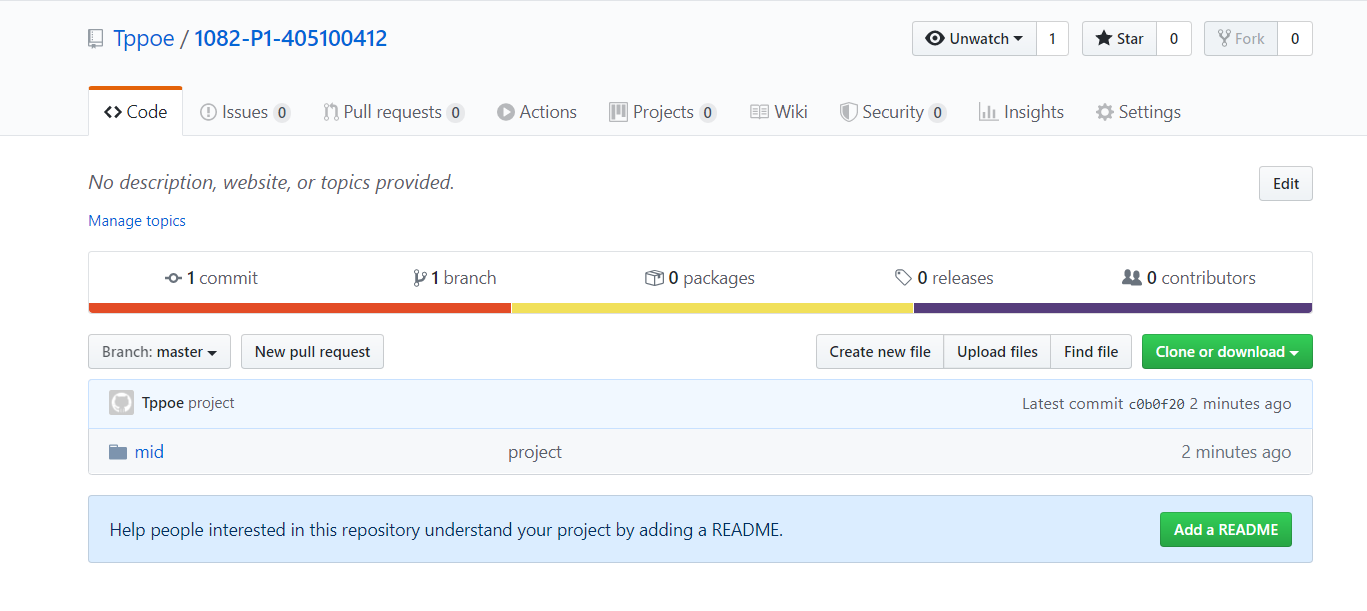 Tppoe / 1082-P1-405100412
Unwatch 1 Star 0 Fork 0
Code Issues 0 Pull requests 0 Actions Projects 0 Wiki Security 0 Insights Settings
No description, website, or topics provided.
Edit
Manage topics
1 commit 1 branch 0 packages 0 releases 0 contributors
Branch: master New pull request Create new file Upload files Find file Clone or download
Tppoe project Latest commit c0b0f20 2 minutes ago
mid project 2 minutes ago
Help people interested in this repository understand your project by adding a README. Add a README